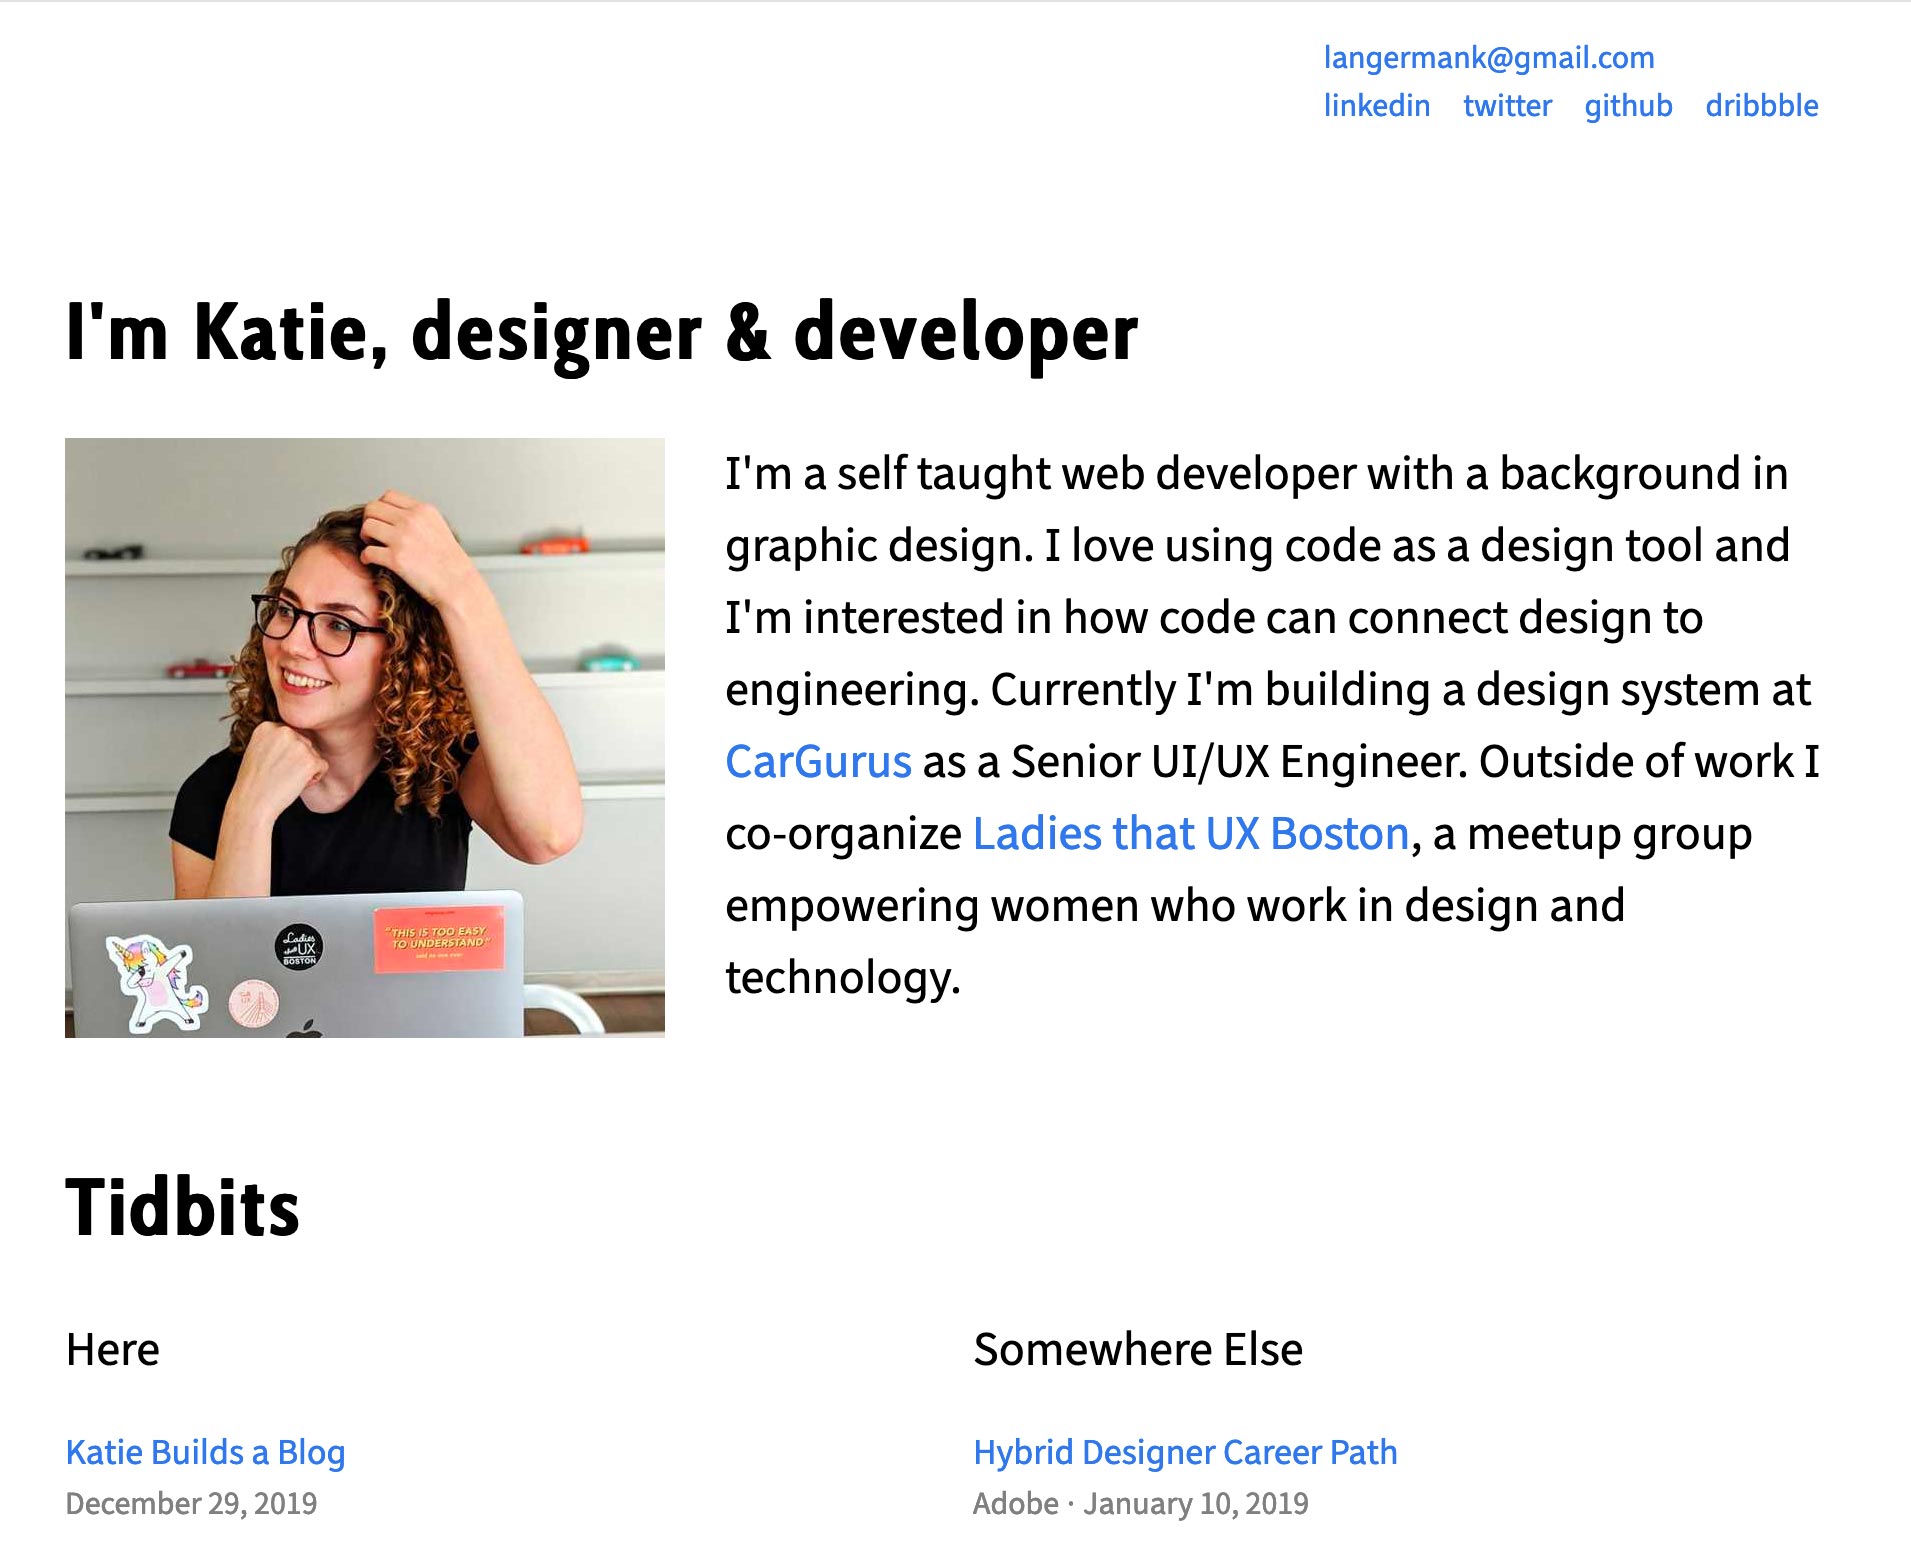 langermank@gmail.com
linkedin twitter github dribbble
I'm Katie, designer & developer
I'm a self taught web developer with a background in
graphic design. I love using code as a design tool and
I'm interested in how code can connect design to
engineering. Currently I'm building a design system at
CarGurus as a Senior UI/UX Engineer. Outside of work I
co-organize Ladies that UX Boston, a meetup group
empowering women who work in design and
technology.
Ladies
that UX
BOSTON
"THIS IS TOO EASY
TO UNDERSTAND."
said no one ever
Tidbits
Here
Somewhere Else
Katie Builds a Blog
December 29, 2019
Hybrid Designer Career Path
Adobe · January 10, 2019